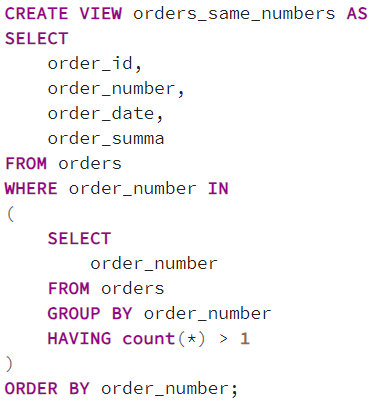 CREATE VIEW orders_same_numbers AS
SELECT
    order_id,
    order_number,
    order_date,
    order_summa
FROM orders
WHERE order_number IN
(
    SELECT
        order_number
    FROM orders
    GROUP BY order_number
    HAVING count(*) > 1
)
ORDER BY order_number;